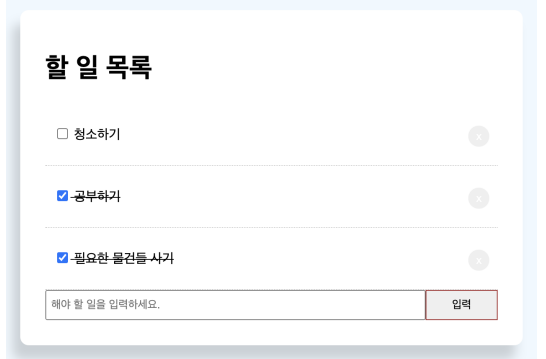 할 일 목록
청소하기 x
공부하기 x
필요한 물건들 사기 x
해야 할 일을 입력하세요. 입력